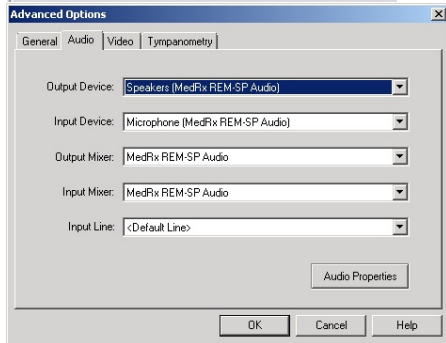 Advanced Options
General Audio Video Tympanometry
Output Device: Speakers (MedRx REM-SP Audio)
Input Device: Microphone (MedRx REM-SP Audio)
Output Mixer: MedRx REM-SP Audio
Input Mixer: MedRx REM-SP Audio
Input Line: <Default Line>
Audio Properties
OK Cancel Help